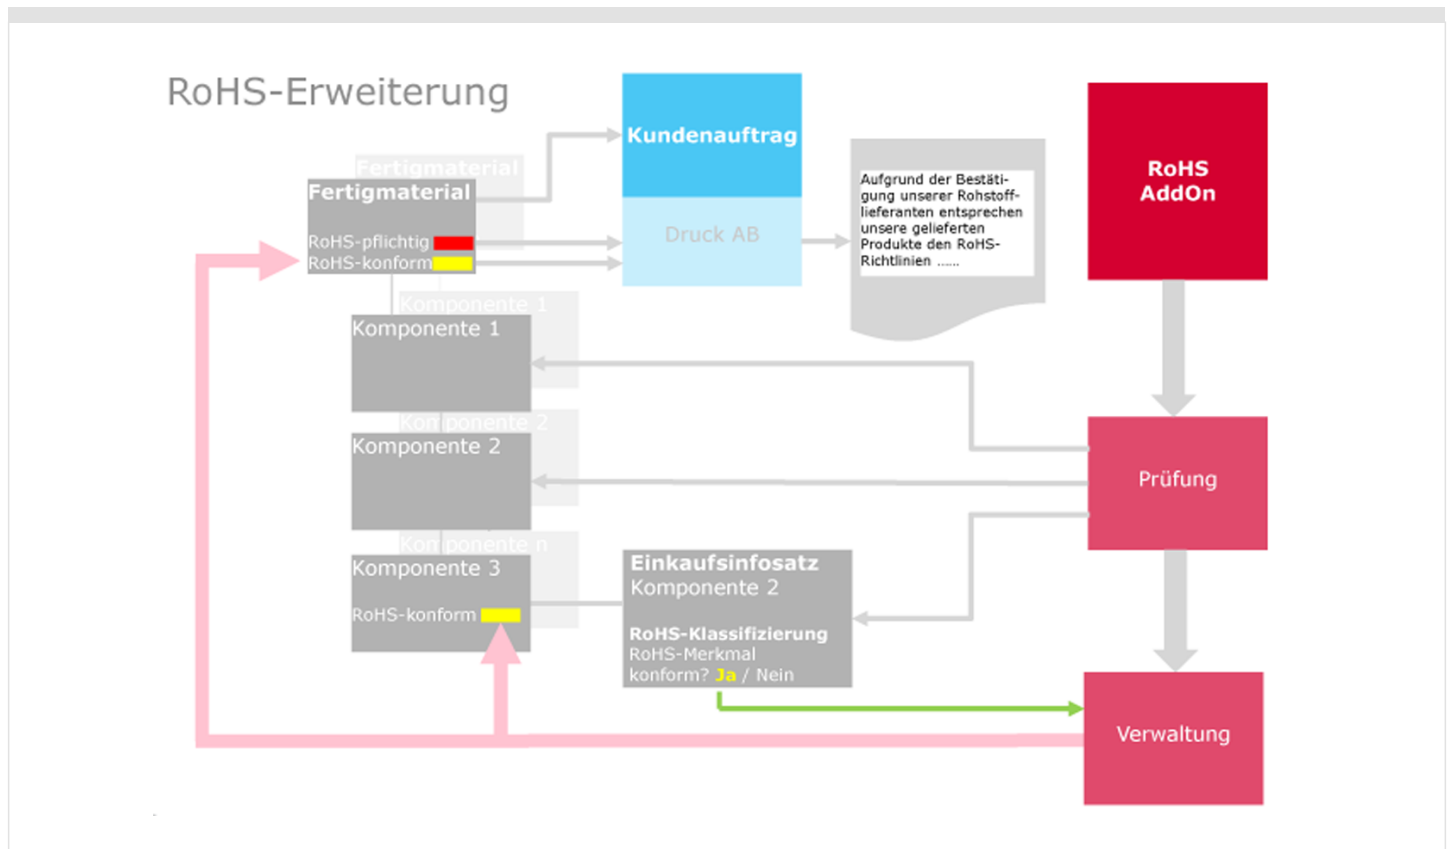 RoHS-Erweiterung
Fertigmaterial
Fertigmaterial
RoHS-pflichtig
RoHS-konform
Kundenauftrag
Druck AB
Aufgrund der Bestäti-
gung unserer Rohstoff-
lieferanten entsprechen
unsere gelieferten
Produkte den RoHS-
Richtlinien ......
RoHS
AddOn
Komponente 1
Komponente 1
Komponente 2
Komponente 2
Komponente n
Komponente 3
RoHS-konform
Einkaufsinfosatz
Komponente 2
RoHS-Klassifizierung
RoHS-Merkmal
konform? Ja / Nein
Prüfung
Verwaltung